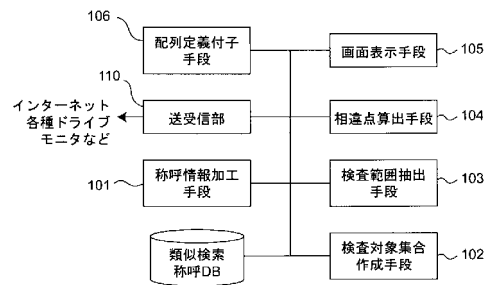 106
配列定義付子
手段
画面表示手段
105
110
インターネット
各種ドライブ
モニタなど
送受信部
相違点算出手段
104
101
称呼情報加工
手段
検査範囲抽出
手段
103
類似検索
称呼DB
検査対象集合
作成手段
102